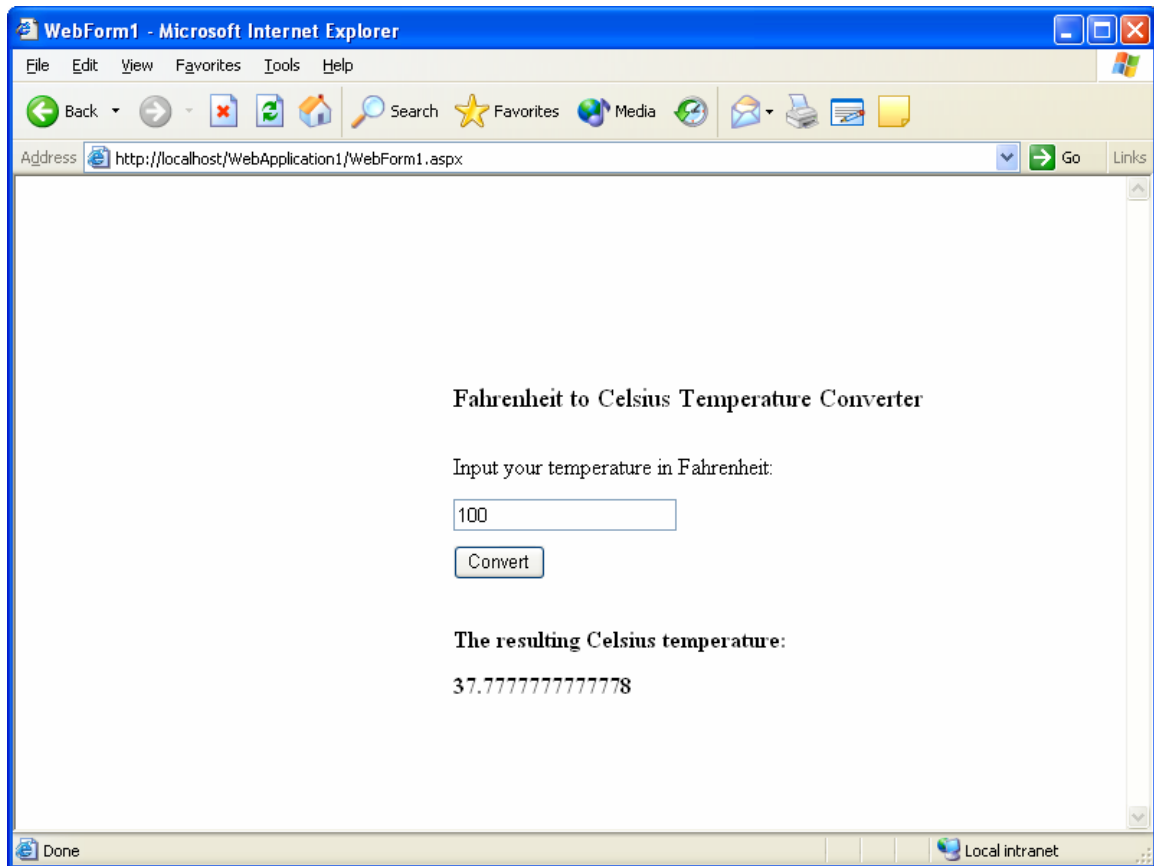 WebForm1 - Microsoft Internet Explorer
File Edit View Favorites Tools Help
Back Search Favorites Media
Address http://localhost/WebApplication1/WebForm1.aspx Go Links
Fahrenheit to Celsius Temperature Converter
Input your temperature in Fahrenheit:
100
Convert
The resulting Celsius temperature:
37.7777777777778
Done Local intranet